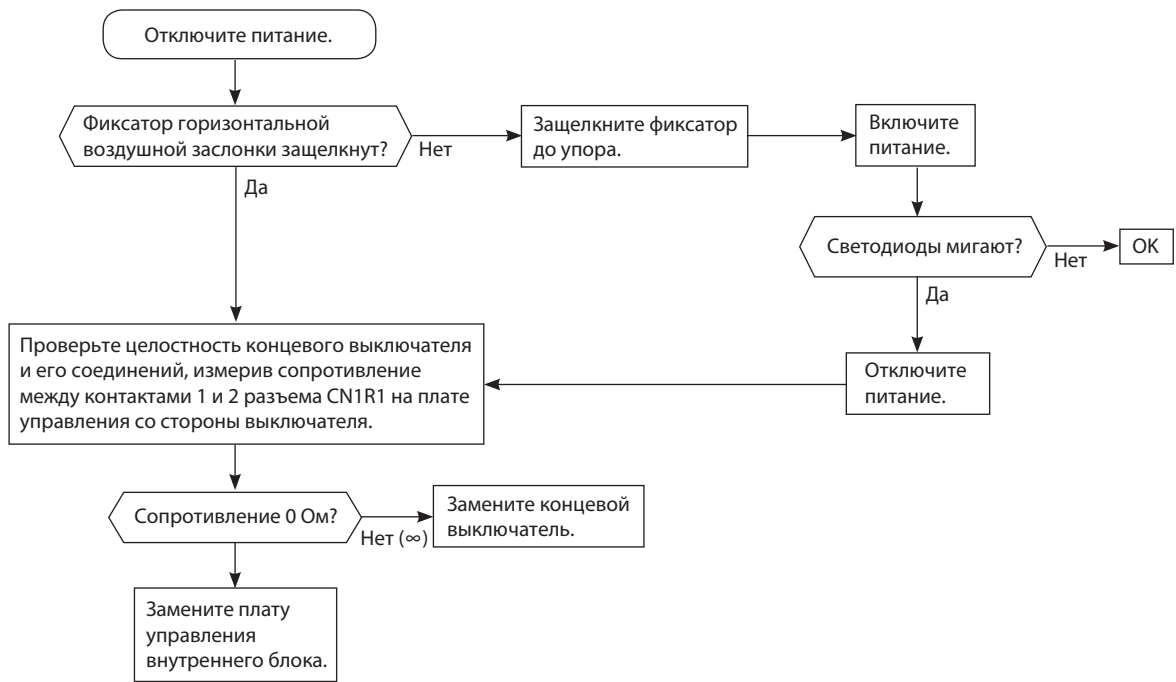 Отключите питание.
Фиксатор горизонтальной
воздушной заслонки защелкнут?
Нет
Защелкните фиксатор
до упора.
Включите
питание.
Да
Светодиоды мигают?
Нет
OK
Да
Проверьте целостность концевого выключателя
и его соединений, измерив сопротивление
между контактами 1 и 2 разъема CN1R1 на плате
управления со стороны выключателя.
Отключите
питание.
Сопротивление 0 Ом?
Нет (∞)
Замените концевой
выключатель.
Замените плату
управления
внутреннего блока.